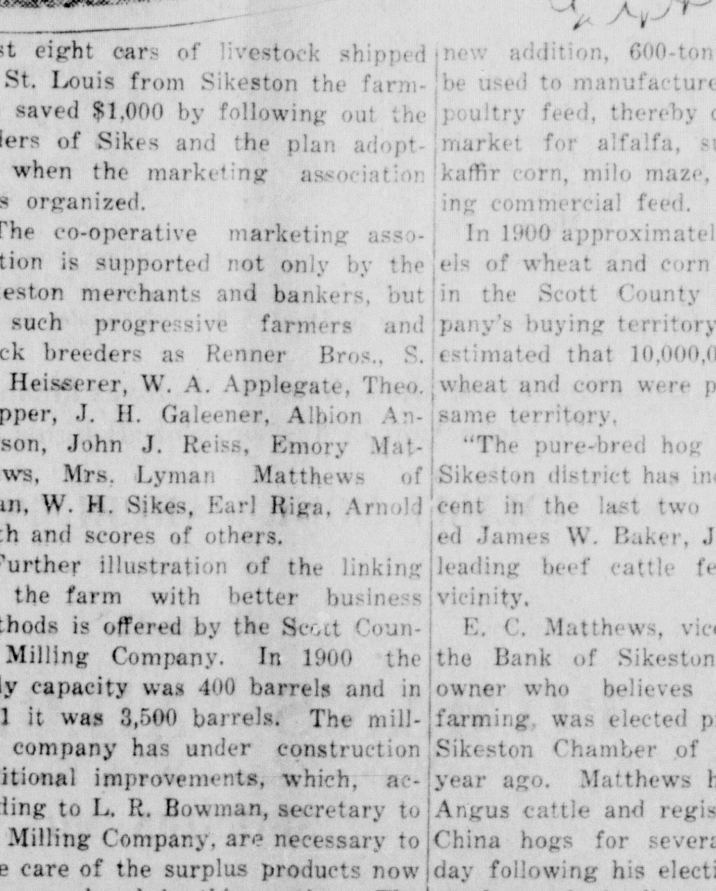 st eight cars of livestock shipped
St. Louis from Sikeston the farm-
saved $1,000 by following out the
ders of Sikes and the plan adopt-
when the marketing association
s organized.
The co-operative marketing asso-
tion is supported not only by the
eston merchants and bankers, but
such progressive farmers and
ck breeders as Renner Bros., S.
Heisserer, W. A. Applegate, Theo.
pper, J. H. Galeener, Albion An-
son, John J. Reiss, Emory Mat-
ws, Mrs. Lyman Matthews of
an, W. H. Sikes, Earl Riga, Arnold
th and scores of others.
Further illustration of the linking
the farm with better business
thods is offered by the Scott Coun-
Milling Company. In 1900 the
ly capacity was 400 barrels and in
1 it was 3,500 barrels. The mill-
company has under construction
itional improvements, which, ac-
ding to L. R. Bowman, secretary to
Milling Company, are necessary to
e care of the surplus products now
new addition, 600-ton
be used to manufacture
poultry feed, thereby c
market for alfalfa, su
kaffir corn, milo maze,
ing commercial feed.
In 1900 approximatel
els of wheat and corn
in the Scott County
pany's buying territory
estimated that 10,000,0
wheat and corn were p
same territory.
"The pure-bred hog
Sikeston district has inc
cent in the last two
ed James W. Baker, J
leading beef cattle fe
vicinity.
E. C. Matthews, vice
the Bank of Sikeston
owner who believes
farming, was elected p
Sikeston Chamber of
year ago. Matthews h
Angus cattle and regis
China hogs for severa
day following his electi